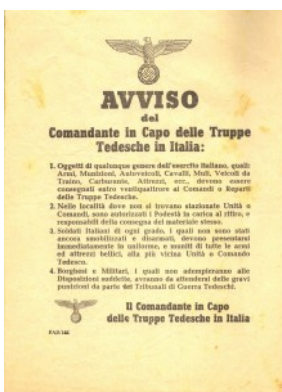 AVVISO
del
Comandante in Capo delle Truppe
Tedesche in Italia:
1. Oggetti di qualunque genere dell'esercito italiano, quali:
Armi, Munizioni, Autoveicoli, Cavalli, Muli, Veicoli da
Traino, Carburante, Attrezzi, ecc., devono essere
consegnati entro ventiquattrore ai Comandi o Reparti
delle Truppe Tedesche.
2. Nelle località dove non si trovano stazionate Unità o
Comandi, sono autorizzati i Podestà in carica al ritiro, e
responsabili della consegna del materiale stesso.
3. Soldati Italiani di ogni grado, i quali non sono stati
ancora smobilizzati e disarmati, devono presentarsi
immediatamente in uniforme, e muniti di tutte le armi
ed attrezzi bellici, alla più vicina Unità o Comando
Tedesco.
4. Borghesi e Militari, i quali non adempieranno alle
Disposizioni suddette, avranno da attendersi delle gravi
punizioni da parte dei Tribunali di Guerra Tedeschi.
Il Comandante in Capo
delle Truppe Tedesche in Italia